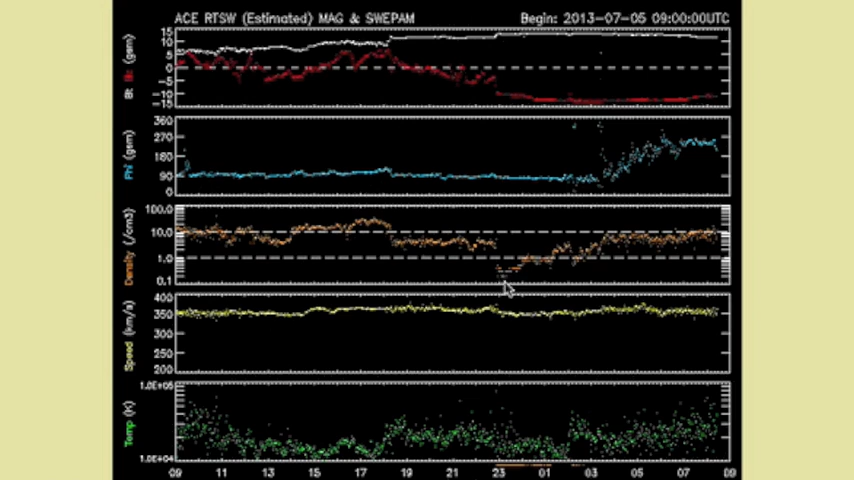 ACE RTSW (Estimated) MAG & SWEPAM Begin: 2013-07-05 09:00:00UTC
Bt Bz (gsm)
15
10
5
0
-5
-10
-15
Phi (gsm)
360
270
180
90
0
Density (/cm3)
100.0
10.0
1.0
0.1
Speed (km/s)
400
350
300
250
200
Temp (K)
1.0E+05
1.0E+04
09 11 13 15 17 19 21 23 01 03 05 07 09